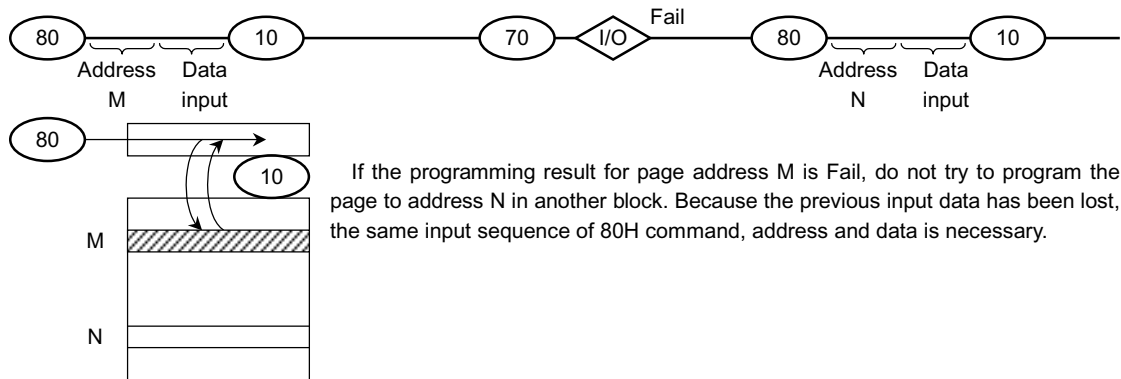 Fail
80 10 70 I/O 80 10
Address Data Address Data
M input N input
80
10
If the programming result for page address M is Fail, do not try to program the
page to address N in another block. Because the previous input data has been lost,
the same input sequence of 80H command, address and data is necessary.
M
N